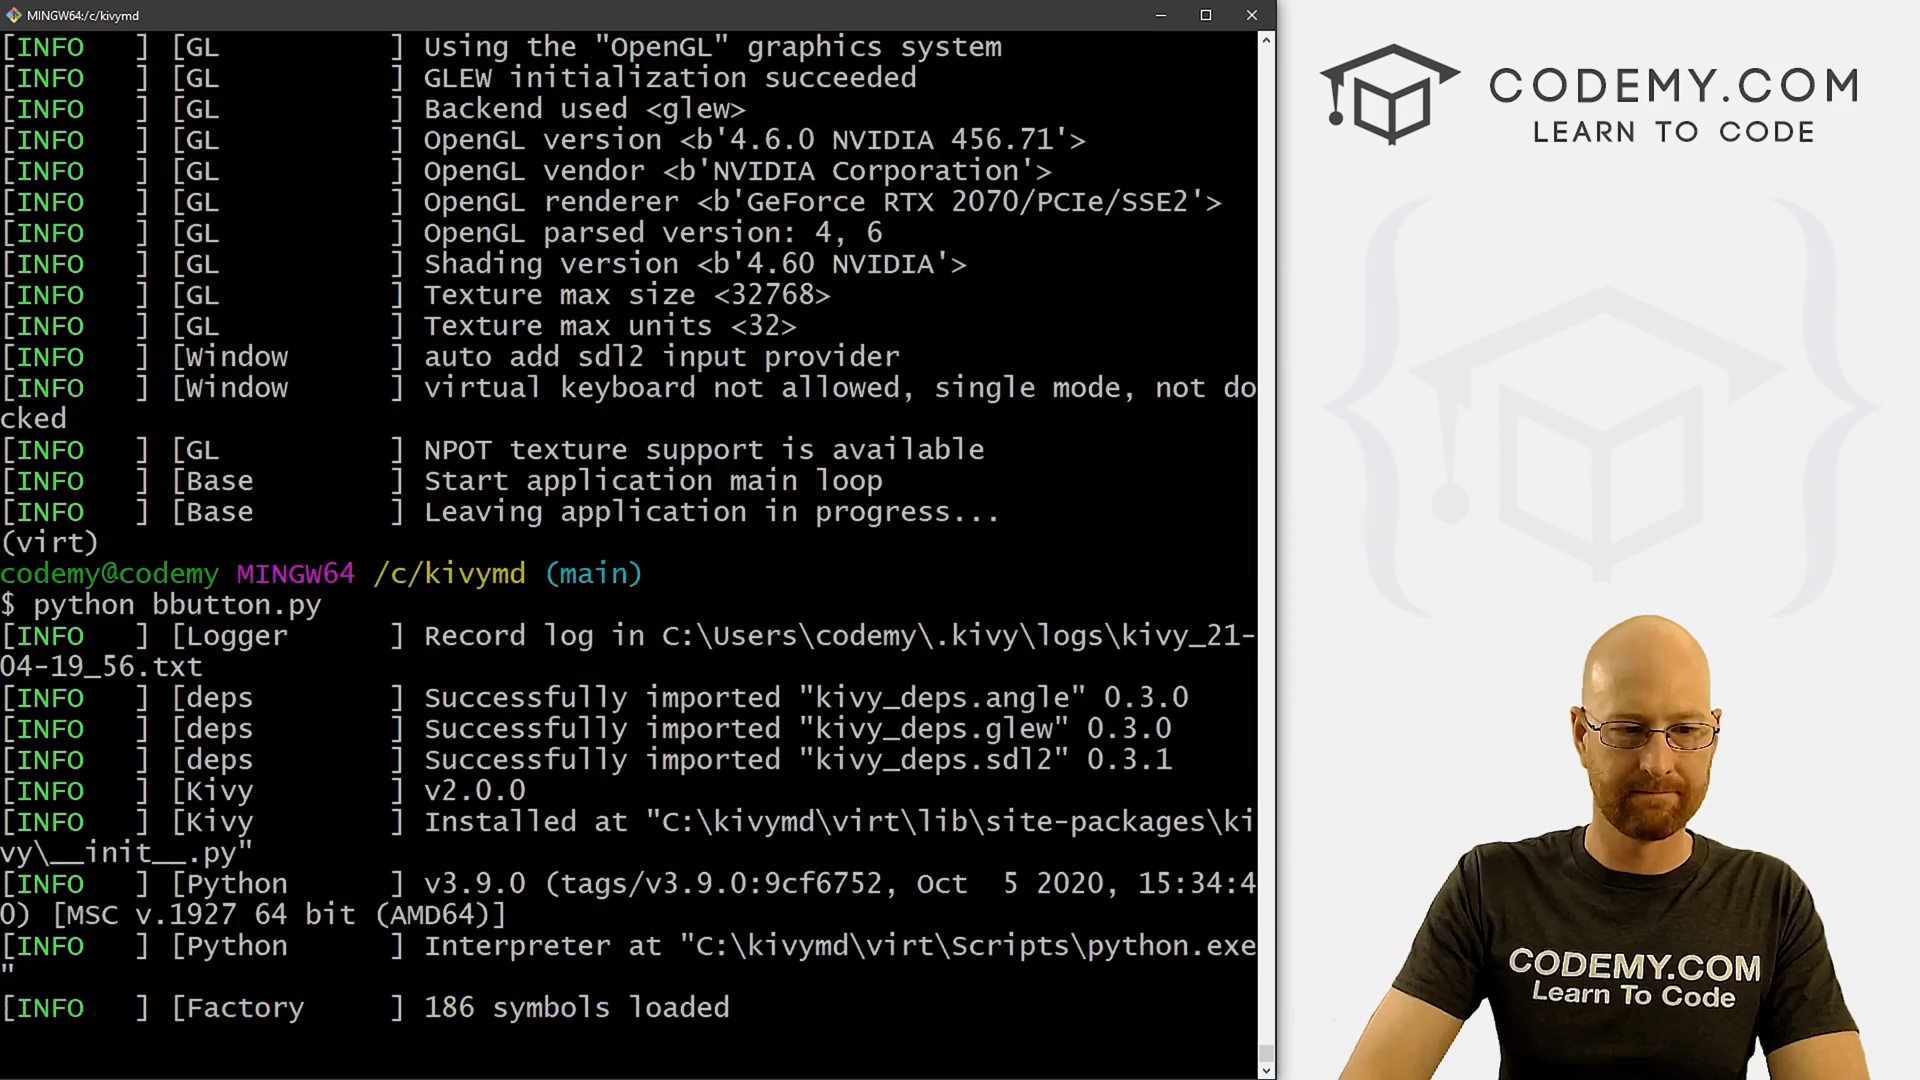 MINGW64:/c/kivymd
[INFO   ] [GL          ] Using the "OpenGL" graphics system
[INFO   ] [GL          ] GLEW initialization succeeded
[INFO   ] [GL          ] Backend used <glew>
[INFO   ] [GL          ] OpenGL version <b'4.6.0 NVIDIA 456.71'>
[INFO   ] [GL          ] OpenGL vendor <b'NVIDIA Corporation'>
[INFO   ] [GL          ] OpenGL renderer <b'GeForce RTX 2070/PCIe/SSE2'>
[INFO   ] [GL          ] OpenGL parsed version: 4, 6
[INFO   ] [GL          ] Shading version <b'4.60 NVIDIA'>
[INFO   ] [GL          ] Texture max size <32768>
[INFO   ] [GL          ] Texture max units <32>
[INFO   ] [Window      ] auto add sdl2 input provider
[INFO   ] [Window      ] virtual keyboard not allowed, single mode, not do
cked
[INFO   ] [GL          ] NPOT texture support is available
[INFO   ] [Base        ] Start application main loop
[INFO   ] [Base        ] Leaving application in progress...
(virt)
codemy@codemy MINGW64 /c/kivymd (main)
$ python bbutton.py
[INFO   ] [Logger      ] Record log in C:\Users\codemy\.kivy\logs\kivy_21-
04-19_56.txt
[INFO   ] [deps        ] Successfully imported "kivy_deps.angle" 0.3.0
[INFO   ] [deps        ] Successfully imported "kivy_deps.glew" 0.3.0
[INFO   ] [deps        ] Successfully imported "kivy_deps.sdl2" 0.3.1
[INFO   ] [Kivy        ] v2.0.0
[INFO   ] [Kivy        ] Installed at "C:\kivymd\virt\lib\site-packages\ki
vy\__init__.py"
[INFO   ] [Python      ] v3.9.0 (tags/v3.9.0:9cf6752, Oct  5 2020, 15:34:4
0) [MSC v.1927 64 bit (AMD64)]
[INFO   ] [Python      ] Interpreter at "C:\kivymd\virt\Scripts\python.exe
"
[INFO   ] [Factory     ] 186 symbols loaded
CODEMY.COM
LEARN TO CODE
CODEMY.COM
Learn To Code